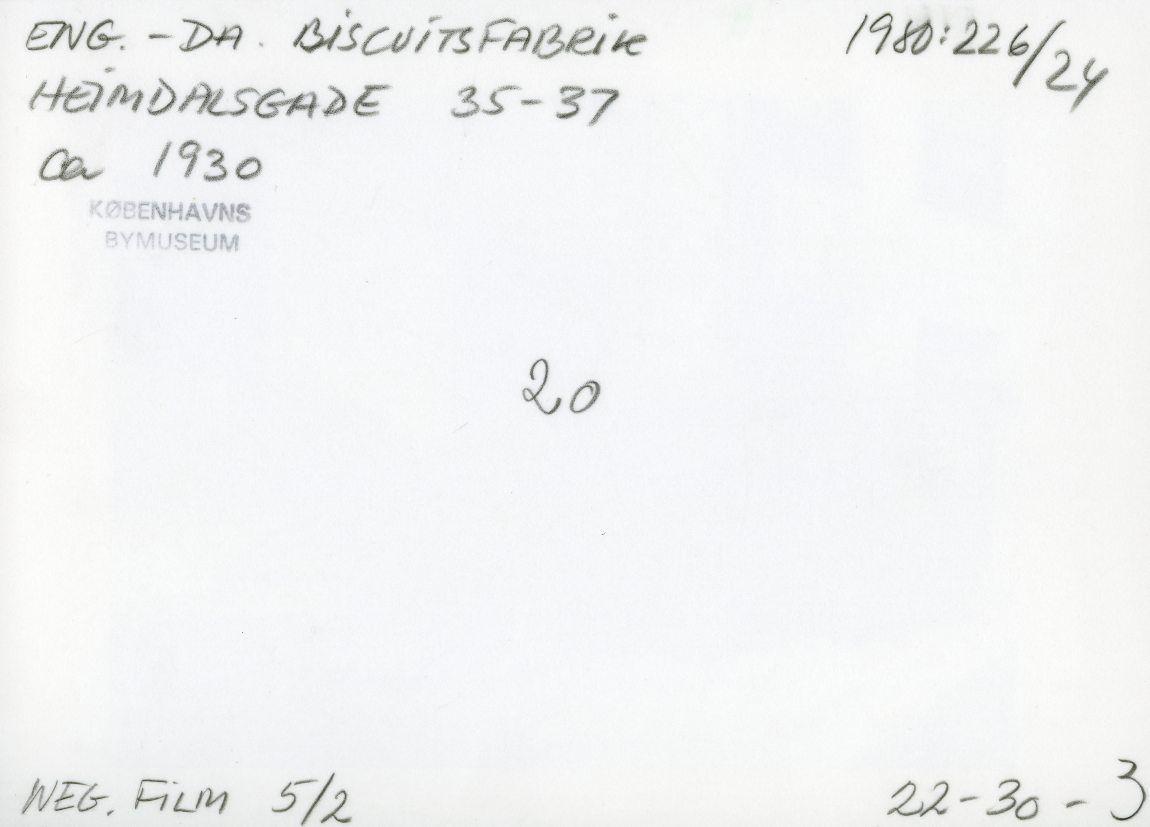 ENG.-DA. BISCUITSFABRIK
1980:226/24
HEIMDALSGADE 35-37
Ca 1930
KØBENHAVNS
BYMUSEUM
20
NEG. FILM 5/2
22-30-3